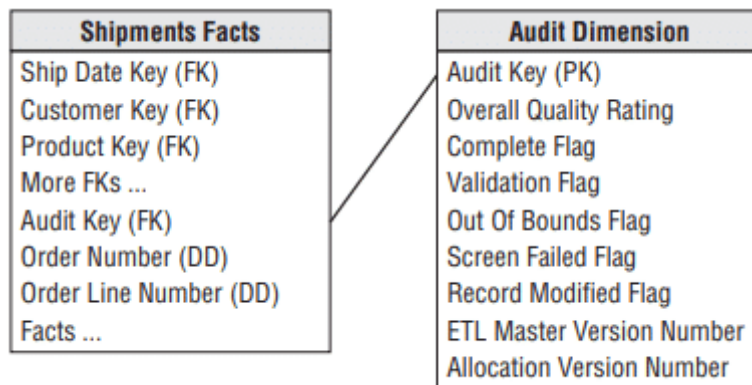 Shipments Facts
Ship Date Key (FK)
Customer Key (FK)
Product Key (FK)
More FKs ...
Audit Key (FK)
Order Number (DD)
Order Line Number (DD)
Facts ...
Audit Dimension
Audit Key (PK)
Overall Quality Rating
Complete Flag
Validation Flag
Out Of Bounds Flag
Screen Failed Flag
Record Modified Flag
ETL Master Version Number
Allocation Version Number